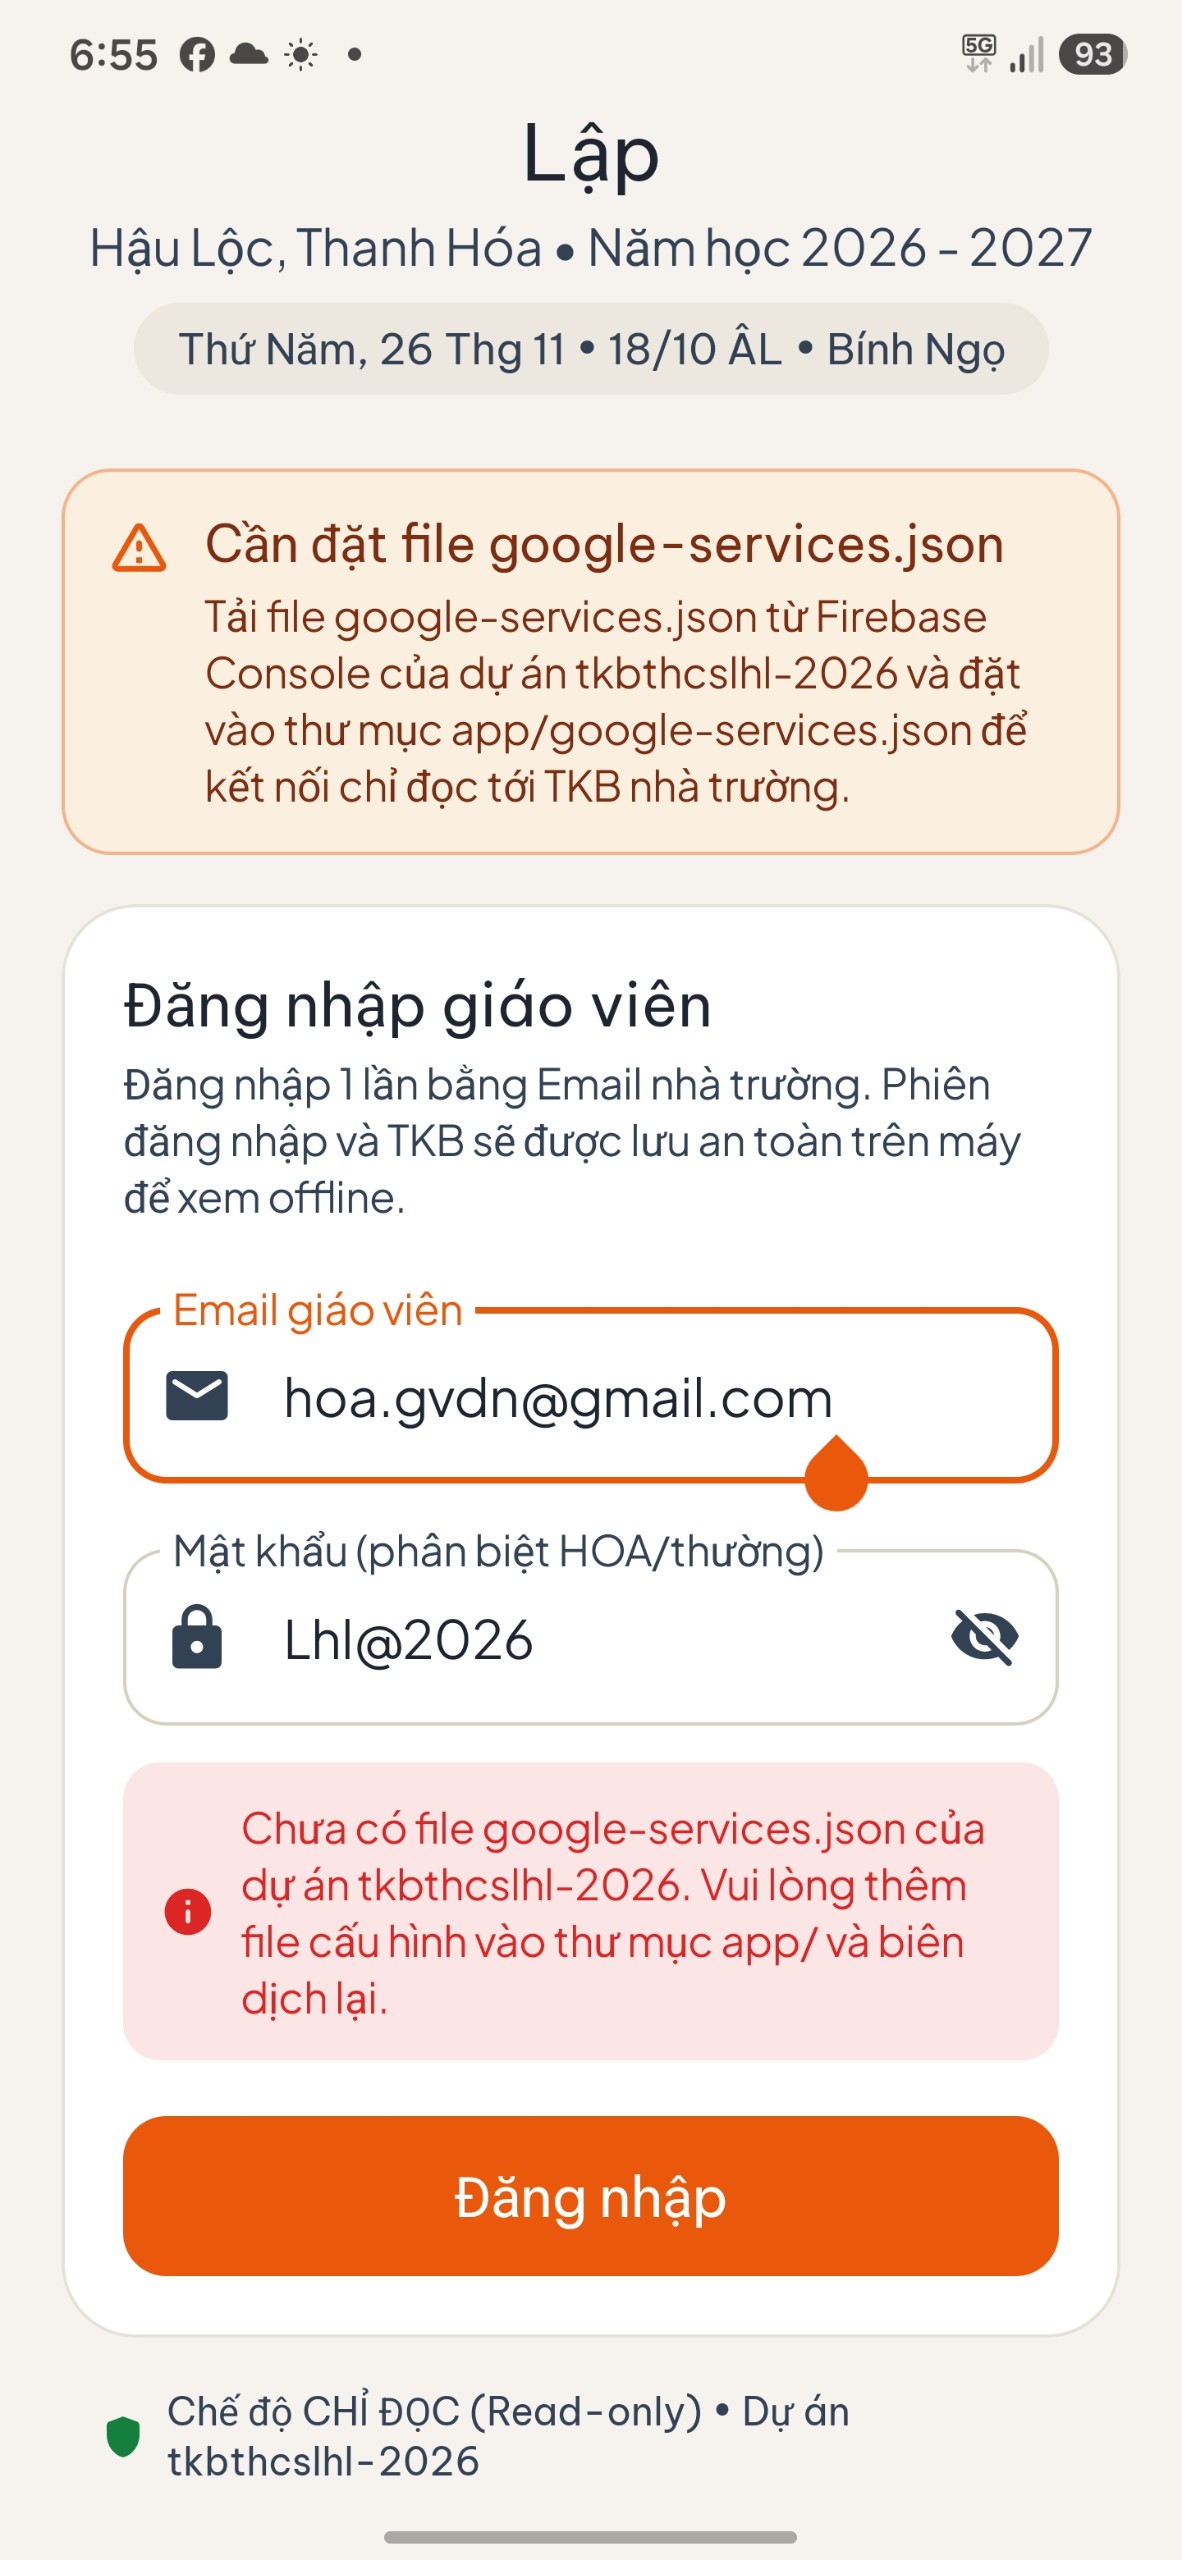 6:55
5G
93
Lập
Hậu Lộc, Thanh Hóa • Năm học 2026 - 2027
Thứ Năm, 26 Thg 11 • 18/10 ÂL • Bính Ngọ
Cần đặt file google-services.json
Tải file google-services.json từ Firebase
Console của dự án tkbthcslhl-2026 và đặt
vào thư mục app/google-services.json để
kết nối chỉ đọc tới TKB nhà trường.
Đăng nhập giáo viên
Đăng nhập 1 lần bằng Email nhà trường. Phiên
đăng nhập và TKB sẽ được lưu an toàn trên máy
để xem offline.
Email giáo viên
hoa.gvdn@gmail.com
Mật khẩu (phân biệt HOA/thường)
Lhl@2026
Chưa có file google-services.json của
dự án tkbthcslhl-2026. Vui lòng thêm
file cấu hình vào thư mục app/ và biên
dịch lại.
Đăng nhập
Chế độ CHỈ ĐỌC (Read-only) • Dự án
tkbthcslhl-2026